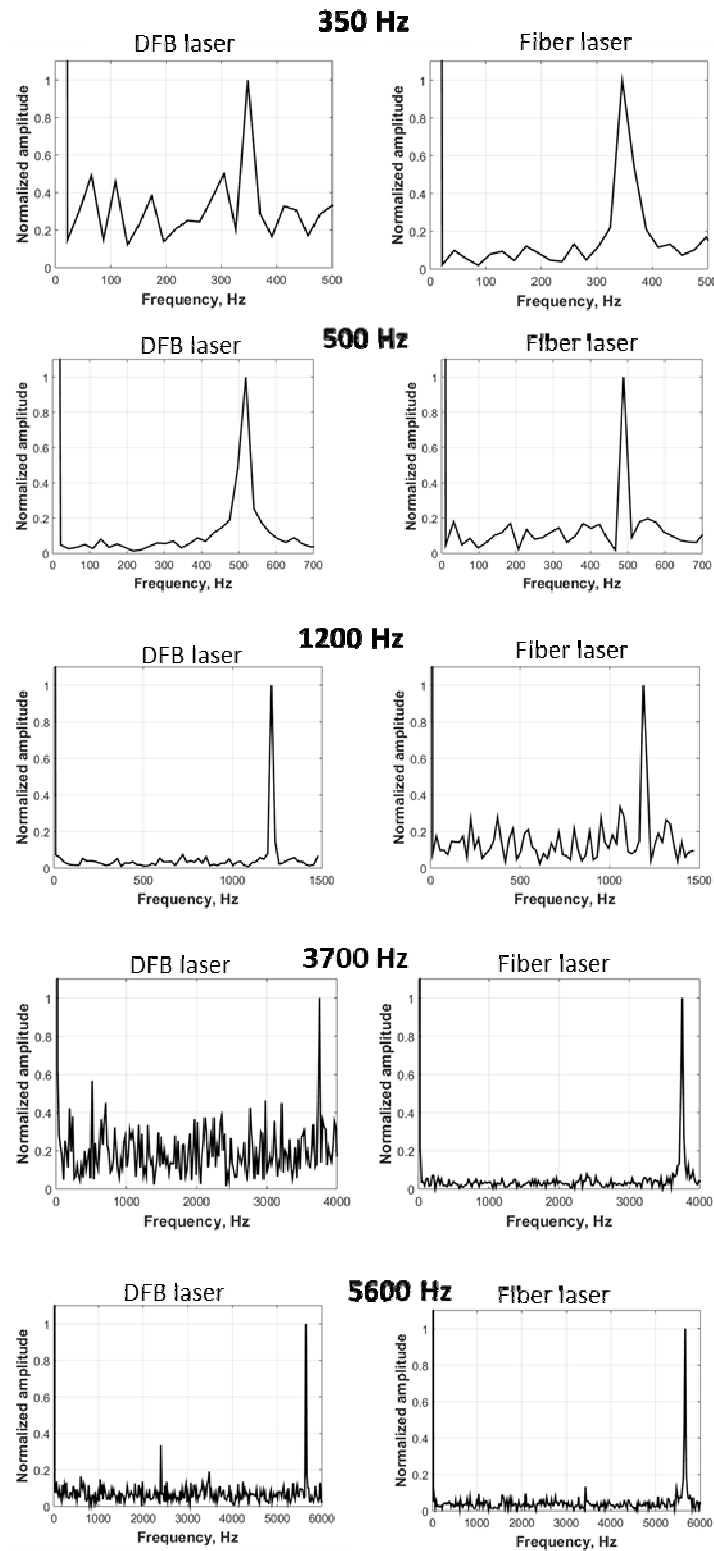 350 Hz
DFB laser
Fiber laser
Normalized amplitude
1
0.8
0.6
0.4
0.2
0
0 100 200 300 400 500
Frequency, Hz
Normalized amplitude
1
0.8
0.6
0.4
0.2
0
0 100 200 300 400 500
Frequency, Hz
500 Hz
DFB laser
Fiber laser
Normalized amplitude
1
0.8
0.6
0.4
0.2
0
0 100 200 300 400 500 600 700
Frequency, Hz
Normalized amplitude
1
0.8
0.6
0.4
0.2
0
0 100 200 300 400 500 600 700
Frequency, Hz
1200 Hz
DFB laser
Fiber laser
Normalized amplitude
1
0.8
0.6
0.4
0.2
0
0 500 1000 1500
Frequency, Hz
Normalized amplitude
1
0.8
0.6
0.4
0.2
0
0 500 1000 1500
Frequency, Hz
3700 Hz
DFB laser
Fiber laser
Normalized amplitude
1
0.8
0.6
0.4
0.2
0
0 1000 2000 3000 4000
Frequency, Hz
Normalized amplitude
1
0.8
0.6
0.4
0.2
0
0 1000 2000 3000 4000
Frequency, Hz
5600 Hz
DFB laser
Fiber laser
Normalized amplitude
1
0.8
0.6
0.4
0.2
0
0 1000 2000 3000 4000 5000 6000
Frequency, Hz
Normalized amplitude
1
0.8
0.6
0.4
0.2
0
0 1000 2000 3000 4000 5000 6000
Frequency, Hz